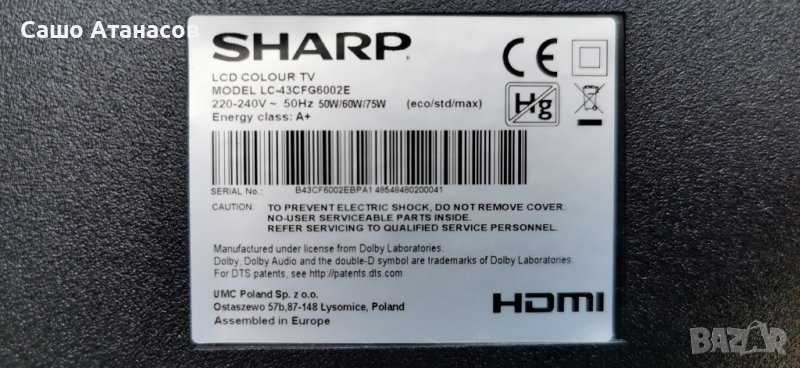 Сашо Атанасов
SHARP
LCD COLOUR TV
MODEL LC-43CFG6002E
220-240V ~ 50Hz 50W/60W/75W (eco/std/max)
Energy class: A+
CE
Hg
SERIAL No.: B43CF6002EBPA1 48548480200041
CAUTION: TO PREVENT ELECTRIC SHOCK, DO NOT REMOVE COVER.
NO-USER SERVICEABLE PARTS INSIDE.
REFER SERVICING TO QUALIFIED SERVICE PERSONNEL.
Manufactured under license from Dolby Laboratories.
Dolby, Dolby Audio and the double-D symbol are trademarks of Dolby Laboratories.
For DTS patents, see http://patents.dts.com
UMC Poland Sp. z o.o.
Ostaszewo 57b,87-148 Lysomice, Poland
Assembled in Europe
HDMI
BAZAR